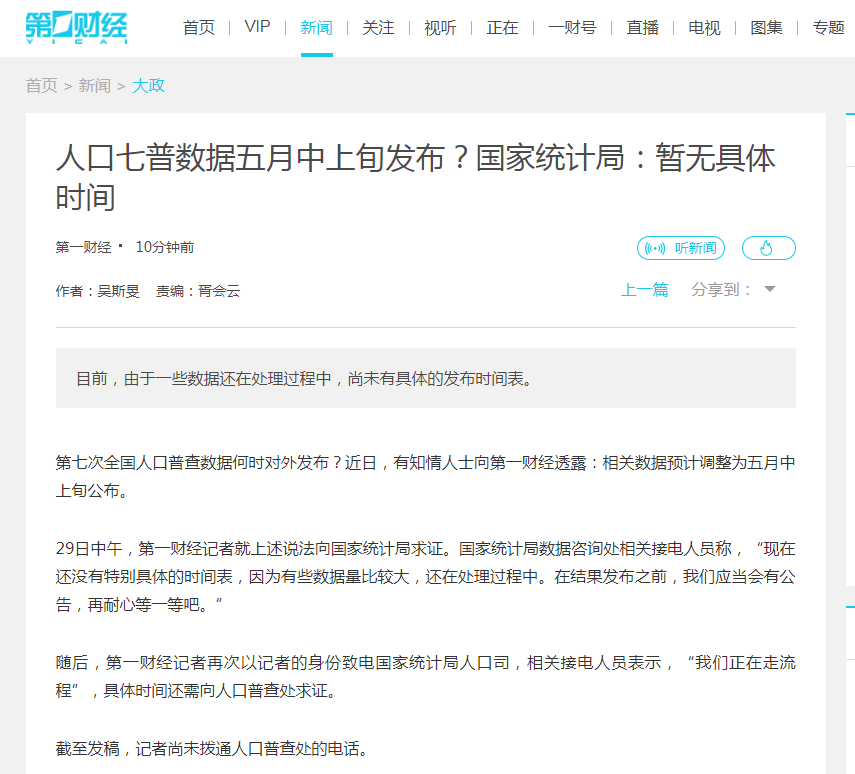 第一财经
YICAI
首页 | VIP | 新闻 | 关注 | 视听 | 正在 | 一财号 | 直播 | 电视 | 图集 | 专题
首页 > 新闻 > 大政
人口七普数据五月中上旬发布？国家统计局：暂无具体
时间
第一财经 · 10分钟前
听新闻
作者：吴斯旻 责编：胥会云
上一篇 分享到：
目前，由于一些数据还在处理过程中，尚未有具体的发布时间表。
第七次全国人口普查数据何时对外发布？近日，有知情人士向第一财经透露：相关数据预计调整为五月中
上旬公布。
29日中午，第一财经记者就上述说法向国家统计局求证。国家统计局数据咨询处相关接电人员称，“现在
还没有特别具体的时间表，因为有些数据量比较大，还在处理过程中。在结果发布之前，我们应当会有公
告，再耐心等一等吧。”
随后，第一财经记者再次以记者的身份致电国家统计局人口司，相关接电人员表示，“我们正在走流
程”，具体时间还需向人口普查处求证。
截至发稿，记者尚未拨通人口普查处的电话。